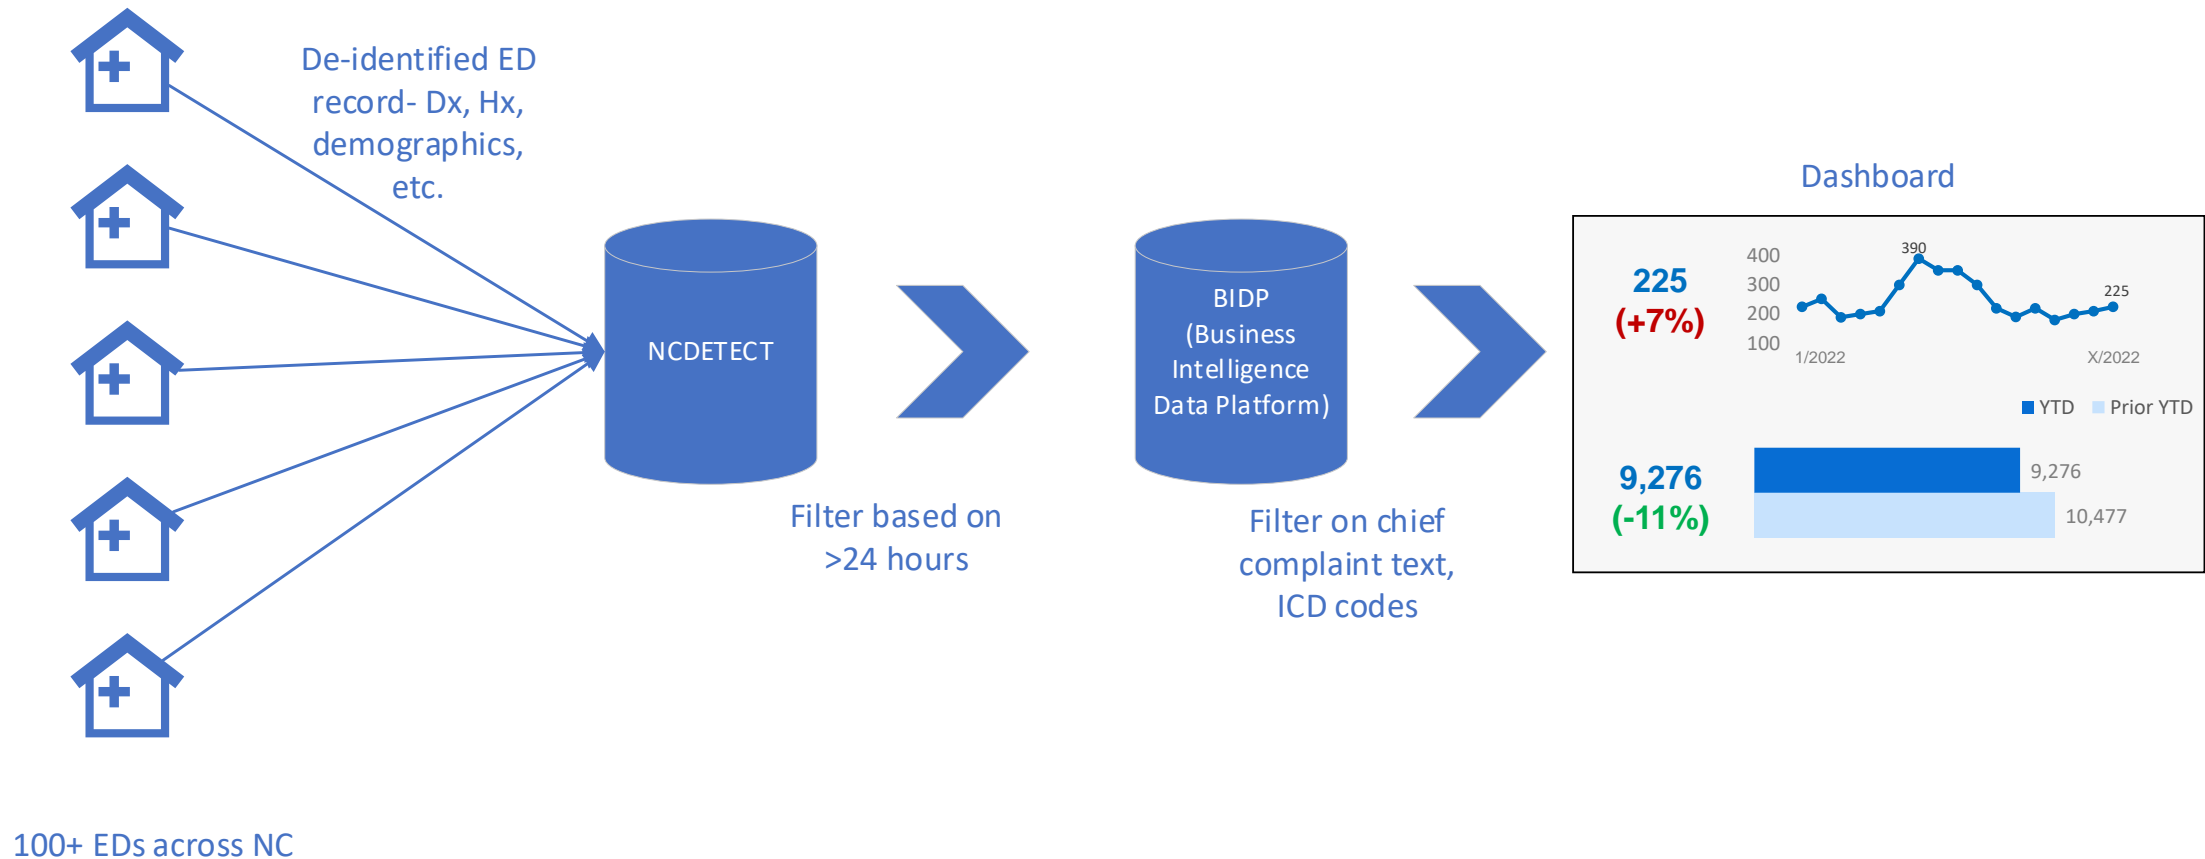 De-identified ED
record- Dx, Hx,
demographics,
etc.
100+ EDs across NC
NCDETECT
Filter based on
>24 hours
BIDP
(Business
Intelligence
Data Platform)
Filter on chief
complaint text,
ICD codes
Dashboard
225
(+7%)
400
300
200
100
390
225
1/2022
X/2022
YTD
Prior YTD
9,276
(-11%)
9,276
10,477